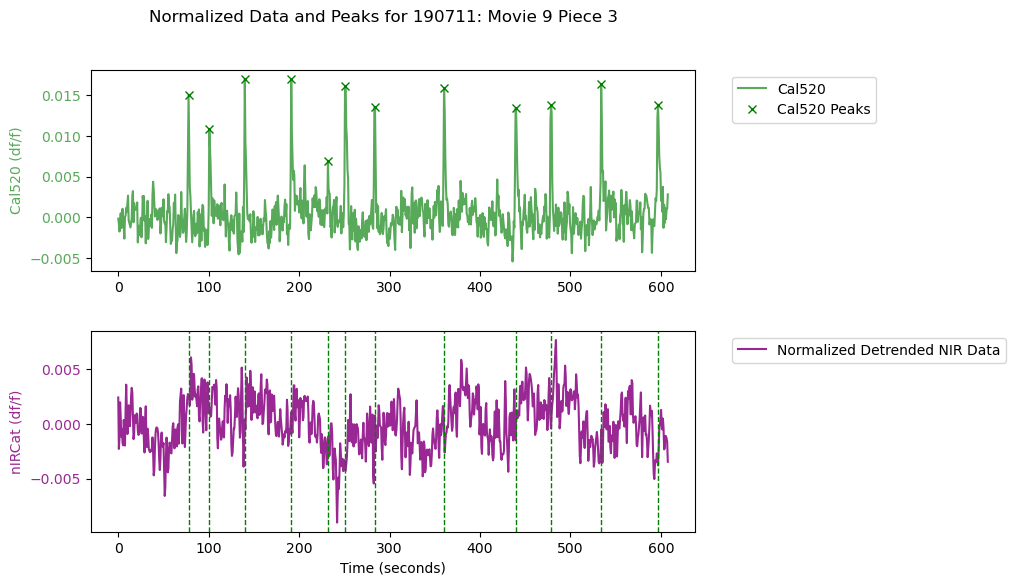 Normalized Data and Peaks for 190711: Movie 9 Piece 3
Cal520 (df/f)
0.015
0.010
0.005
0.000
−0.005
0 100 200 300 400 500 600
Cal520
Cal520 Peaks
nIRCat (df/f)
0.005
0.000
−0.005
0 100 200 300 400 500 600
Time (seconds)
Normalized Detrended NIR Data